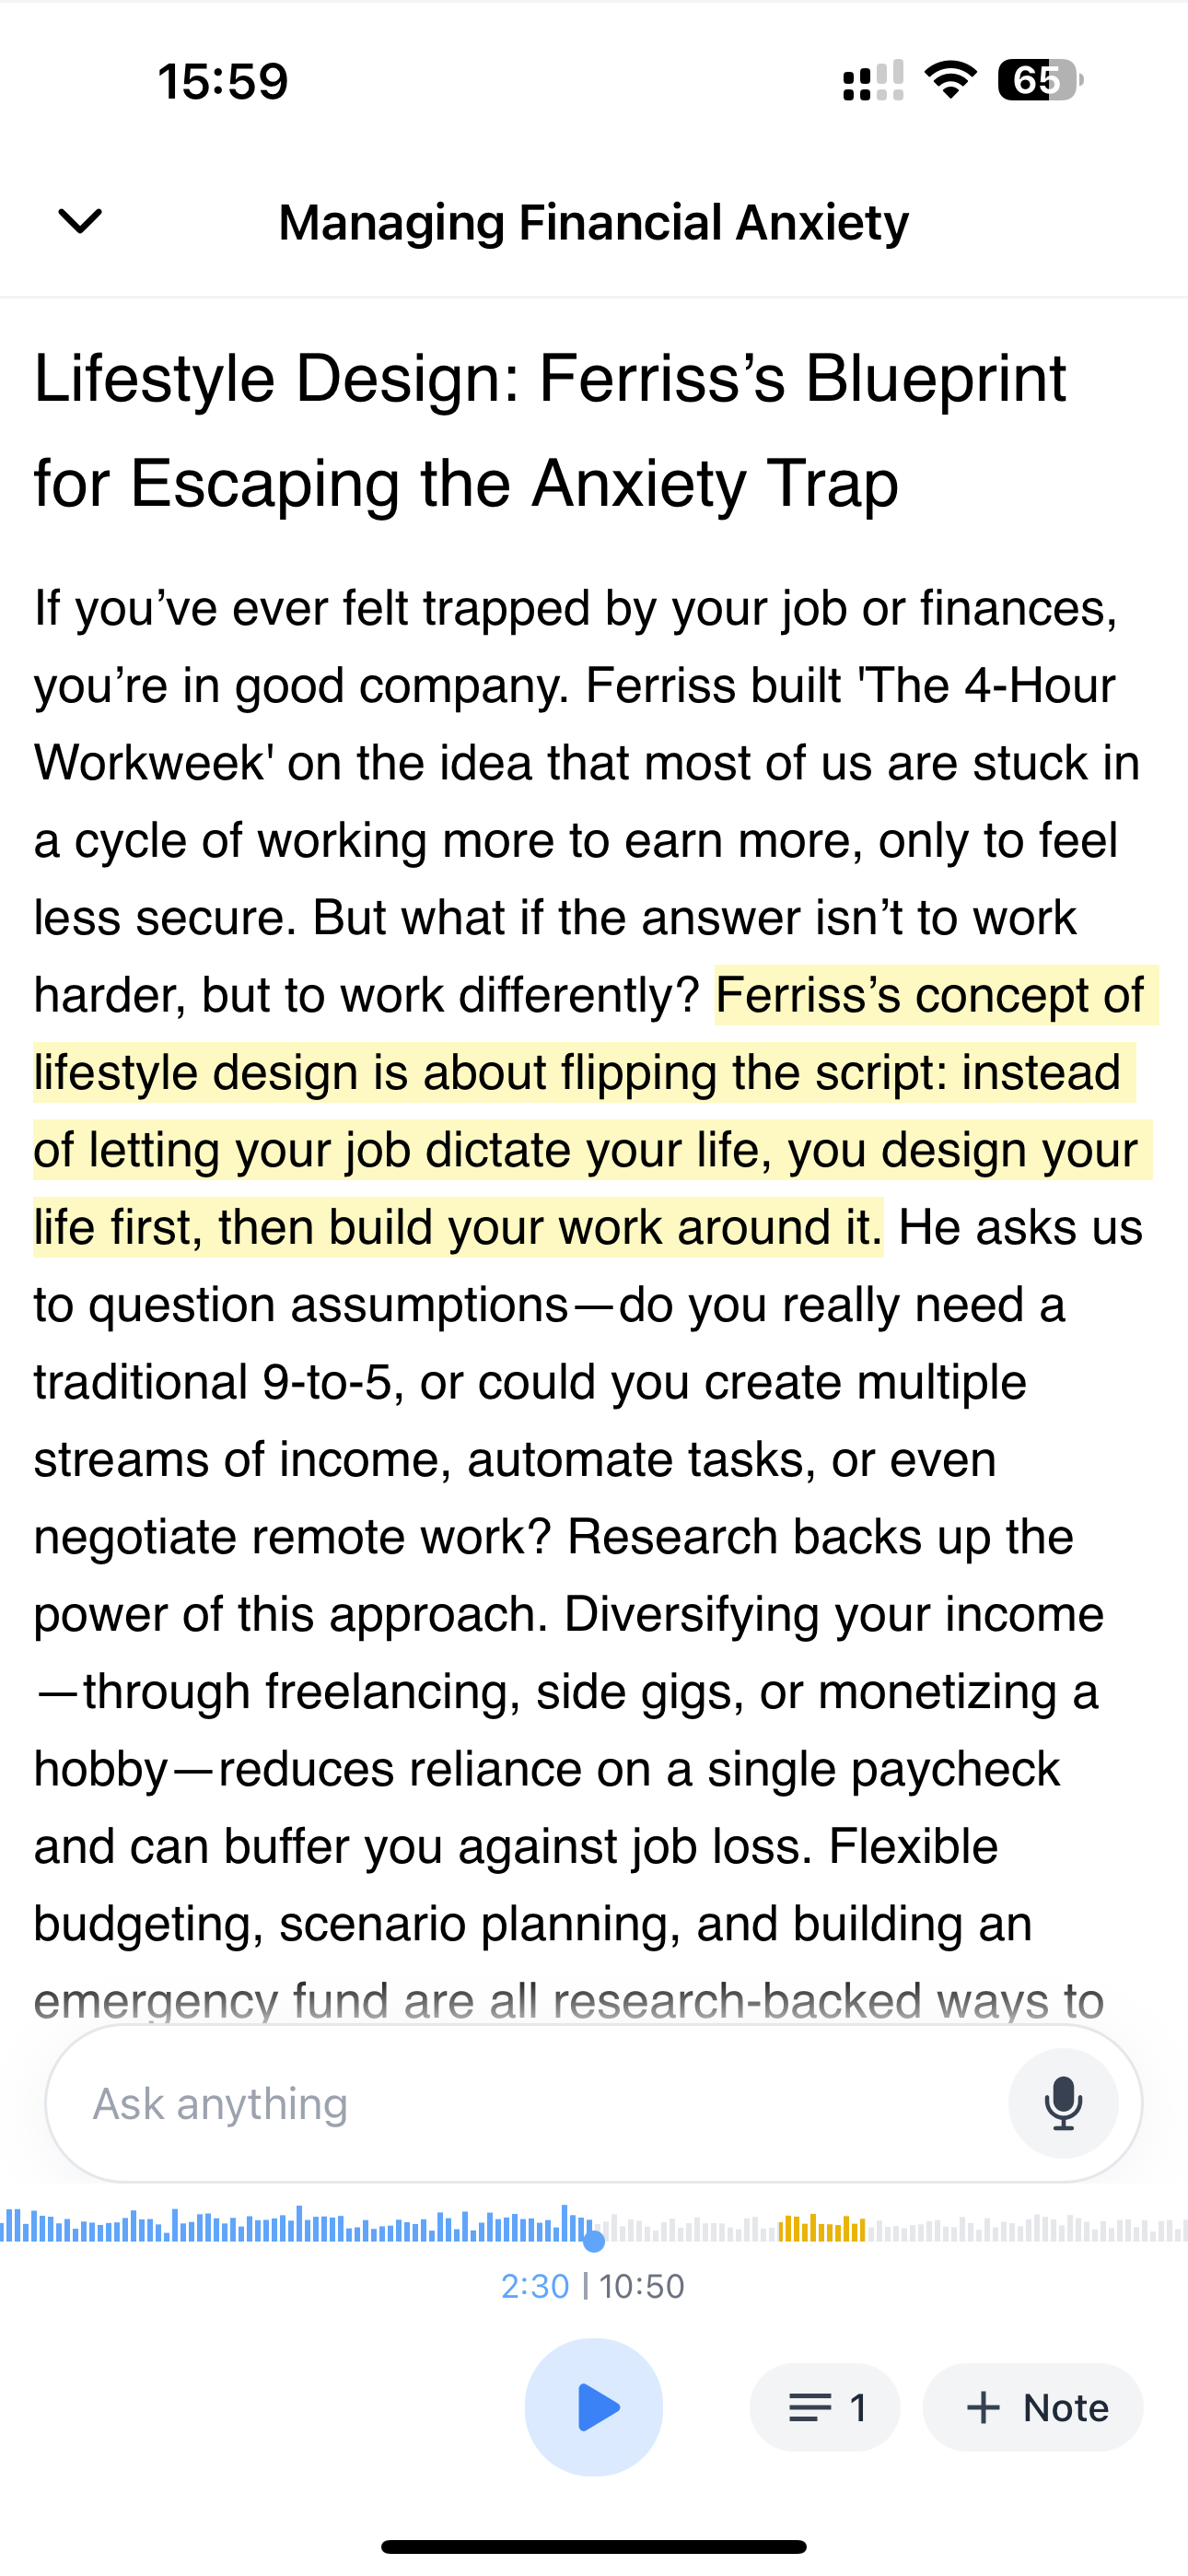 15:59
65
Managing Financial Anxiety
Lifestyle Design: Ferriss’s Blueprint
for Escaping the Anxiety Trap
If you’ve ever felt trapped by your job or finances,
you’re in good company. Ferriss built 'The 4-Hour
Workweek' on the idea that most of us are stuck in
a cycle of working more to earn more, only to feel
less secure. But what if the answer isn’t to work
harder, but to work differently? Ferriss’s concept of
lifestyle design is about flipping the script: instead
of letting your job dictate your life, you design your
life first, then build your work around it. He asks us
to question assumptions—do you really need a
traditional 9-to-5, or could you create multiple
streams of income, automate tasks, or even
negotiate remote work? Research backs up the
power of this approach. Diversifying your income
—through freelancing, side gigs, or monetizing a
hobby—reduces reliance on a single paycheck
and can buffer you against job loss. Flexible
budgeting, scenario planning, and building an
emergency fund are all research-backed ways to
Ask anything
2:30 | 10:50
1
+ Note